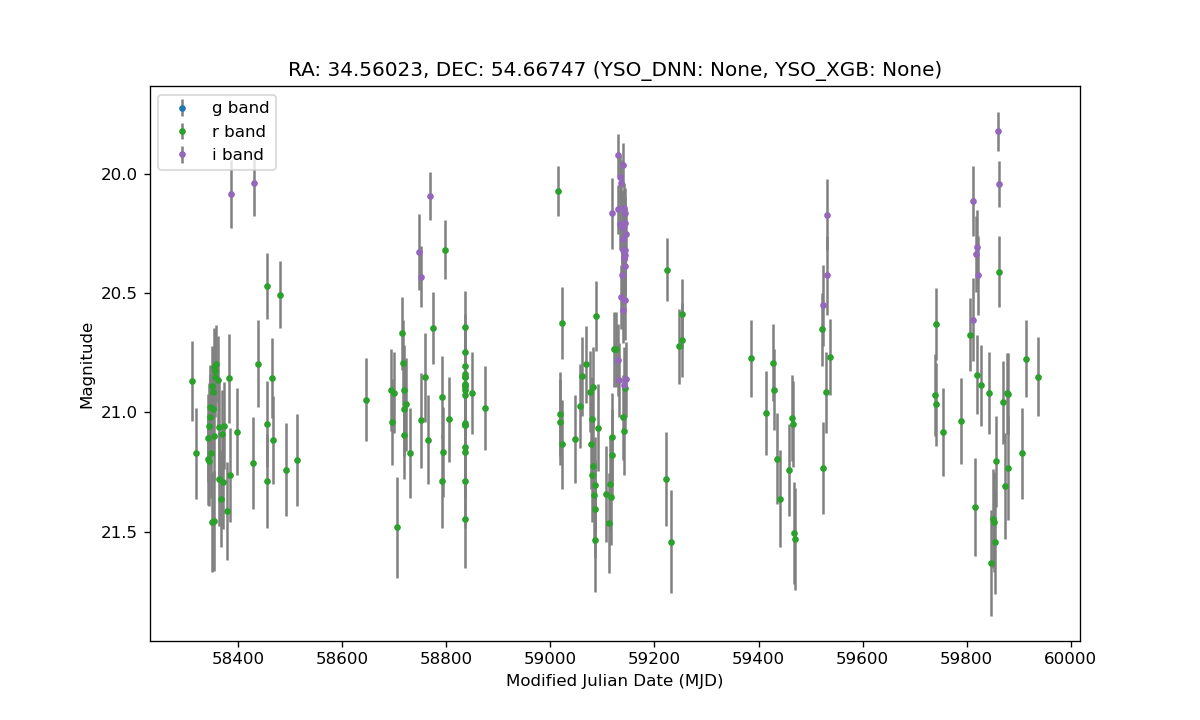 RA: 34.56023, DEC: 54.66747 (YSO_DNN: None, YSO_XGB: None)
g band
r band
i band
20.0
20.5
21.0
21.5
Magnitude
58400 58600 58800 59000 59200 59400 59600 59800 60000
Modified Julian Date (MJD)